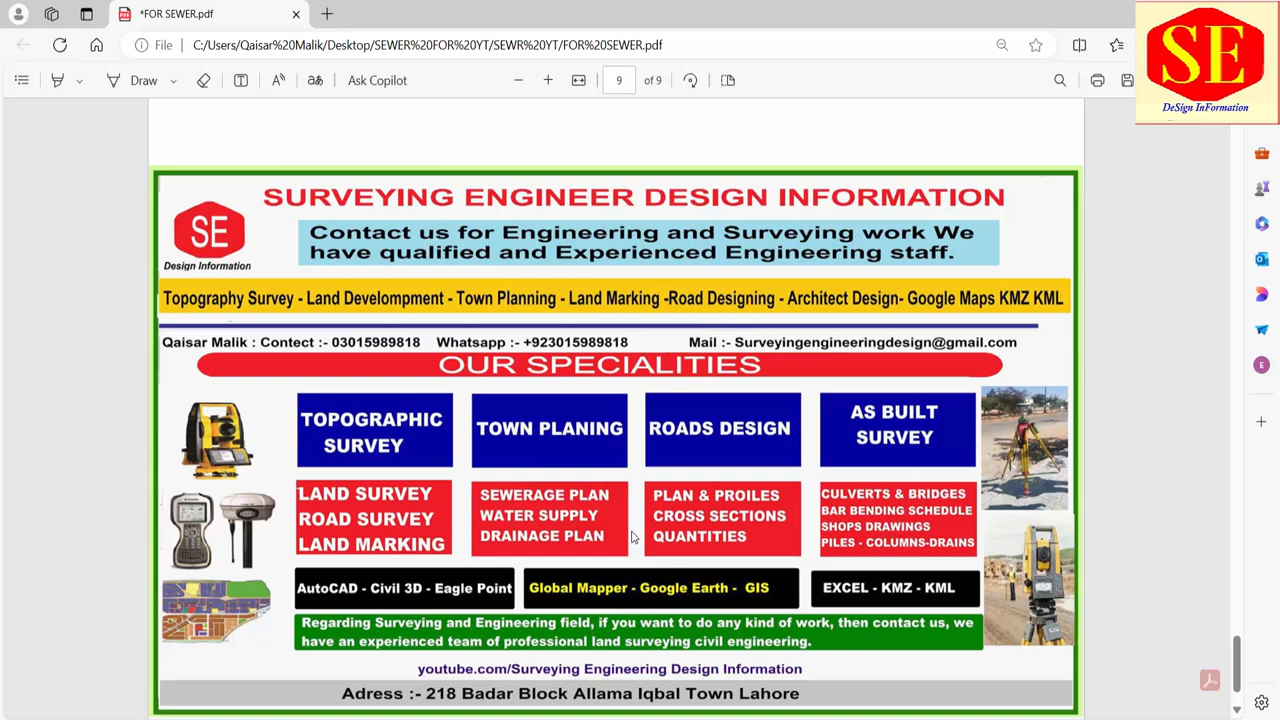 *FOR SEWER.pdf
File C:/Users/Qaisar%20Malik/Desktop/SEWER%20FOR%20YT/SEWR%20YT/FOR%20SEWER.pdf
Draw Ask Copilot 9 of 9
SE
DeSign InFormation
SURVEYING ENGINEER DESIGN INFORMATION
SE
Design Information
Contact us for Engineering and Surveying work We
have qualified and Experienced Engineering staff.
Topography Survey - Land Develompment - Town Planning - Land Marking -Road Designing - Architect Design- Google Maps KMZ KML
Qaisar Malik : Contect :- 03015989818 Whatsapp :- +923015989818 Mail :- Surveyingengineeringdesign@gmail.com
OUR SPECIALITIES
TOPOGRAPHIC
SURVEY
TOWN PLANING
ROADS DESIGN
AS BUILT
SURVEY
LAND SURVEY
ROAD SURVEY
LAND MARKING
SEWERAGE PLAN
WATER SUPPLY
DRAINAGE PLAN
PLAN & PROILES
CROSS SECTIONS
QUANTITIES
CULVERTS & BRIDGES
BAR BENDING SCHEDULE
SHOPS DRAWINGS
PILES - COLUMNS-DRAINS
AutoCAD - Civil 3D - Eagle Point
Global Mapper - Google Earth - GIS
EXCEL - KMZ - KML
Regarding Surveying and Engineering field, if you want to do any kind of work, then contact us, we
have an experienced team of professional land surveying civil engineering.
youtube.com/Surveying Engineering Design Information
Adress :- 218 Badar Block Allama Iqbal Town Lahore